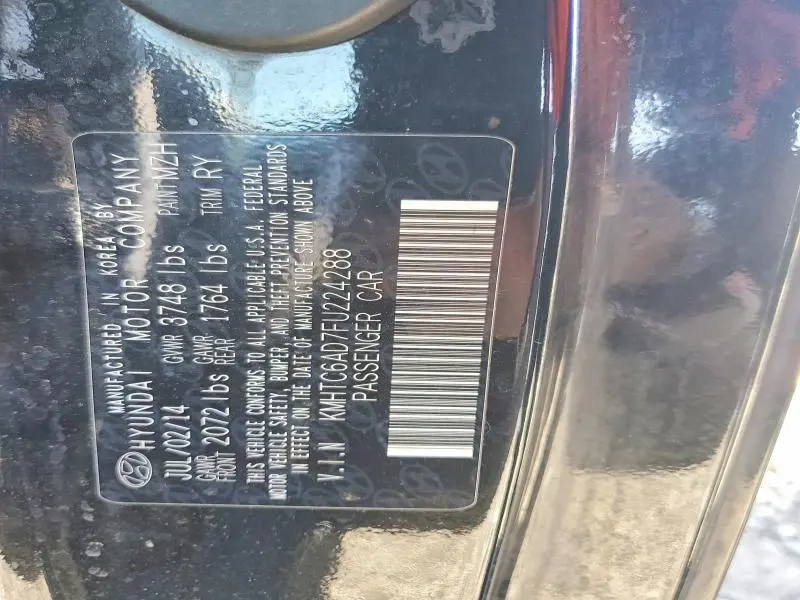 MANUFACTURED IN KOREA BY
HYUNDAI MOTOR COMPANY
JUL/02/14 GVWR 3748 lbs PAINT MZH
GAWR FRONT 2072 lbs GAWR REAR 1764 lbs TRIM RY
THIS VEHICLE CONFORMS TO ALL APPLICABLE U.S.A. FEDERAL
MOTOR VEHICLE SAFETY, BUMPER, AND THEFT PREVENTION STANDARDS
IN EFFECT ON THE DATE OF MANUFACTURE SHOWN ABOVE
V.I.N KMHTC6AD7FU224288
PASSENGER CAR